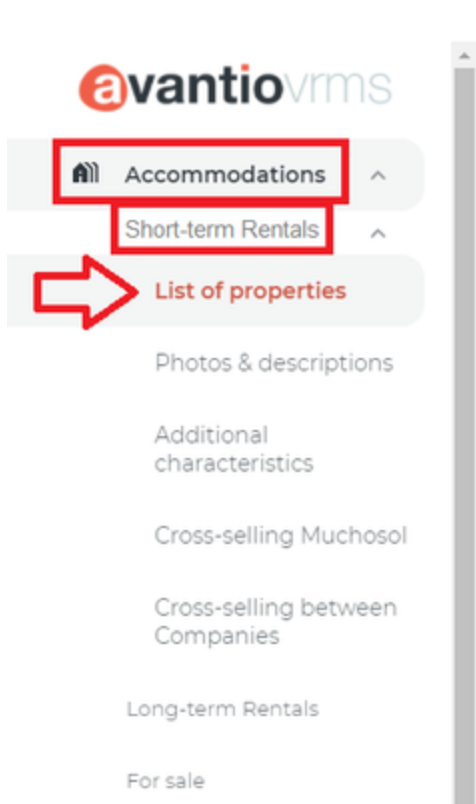 avantiovrms
Accommodations
Short-term Rentals
List of properties
Photos & descriptions
Additional
characteristics
Cross-selling Muchosol
Cross-selling between
Companies
Long-term Rentals
For sale